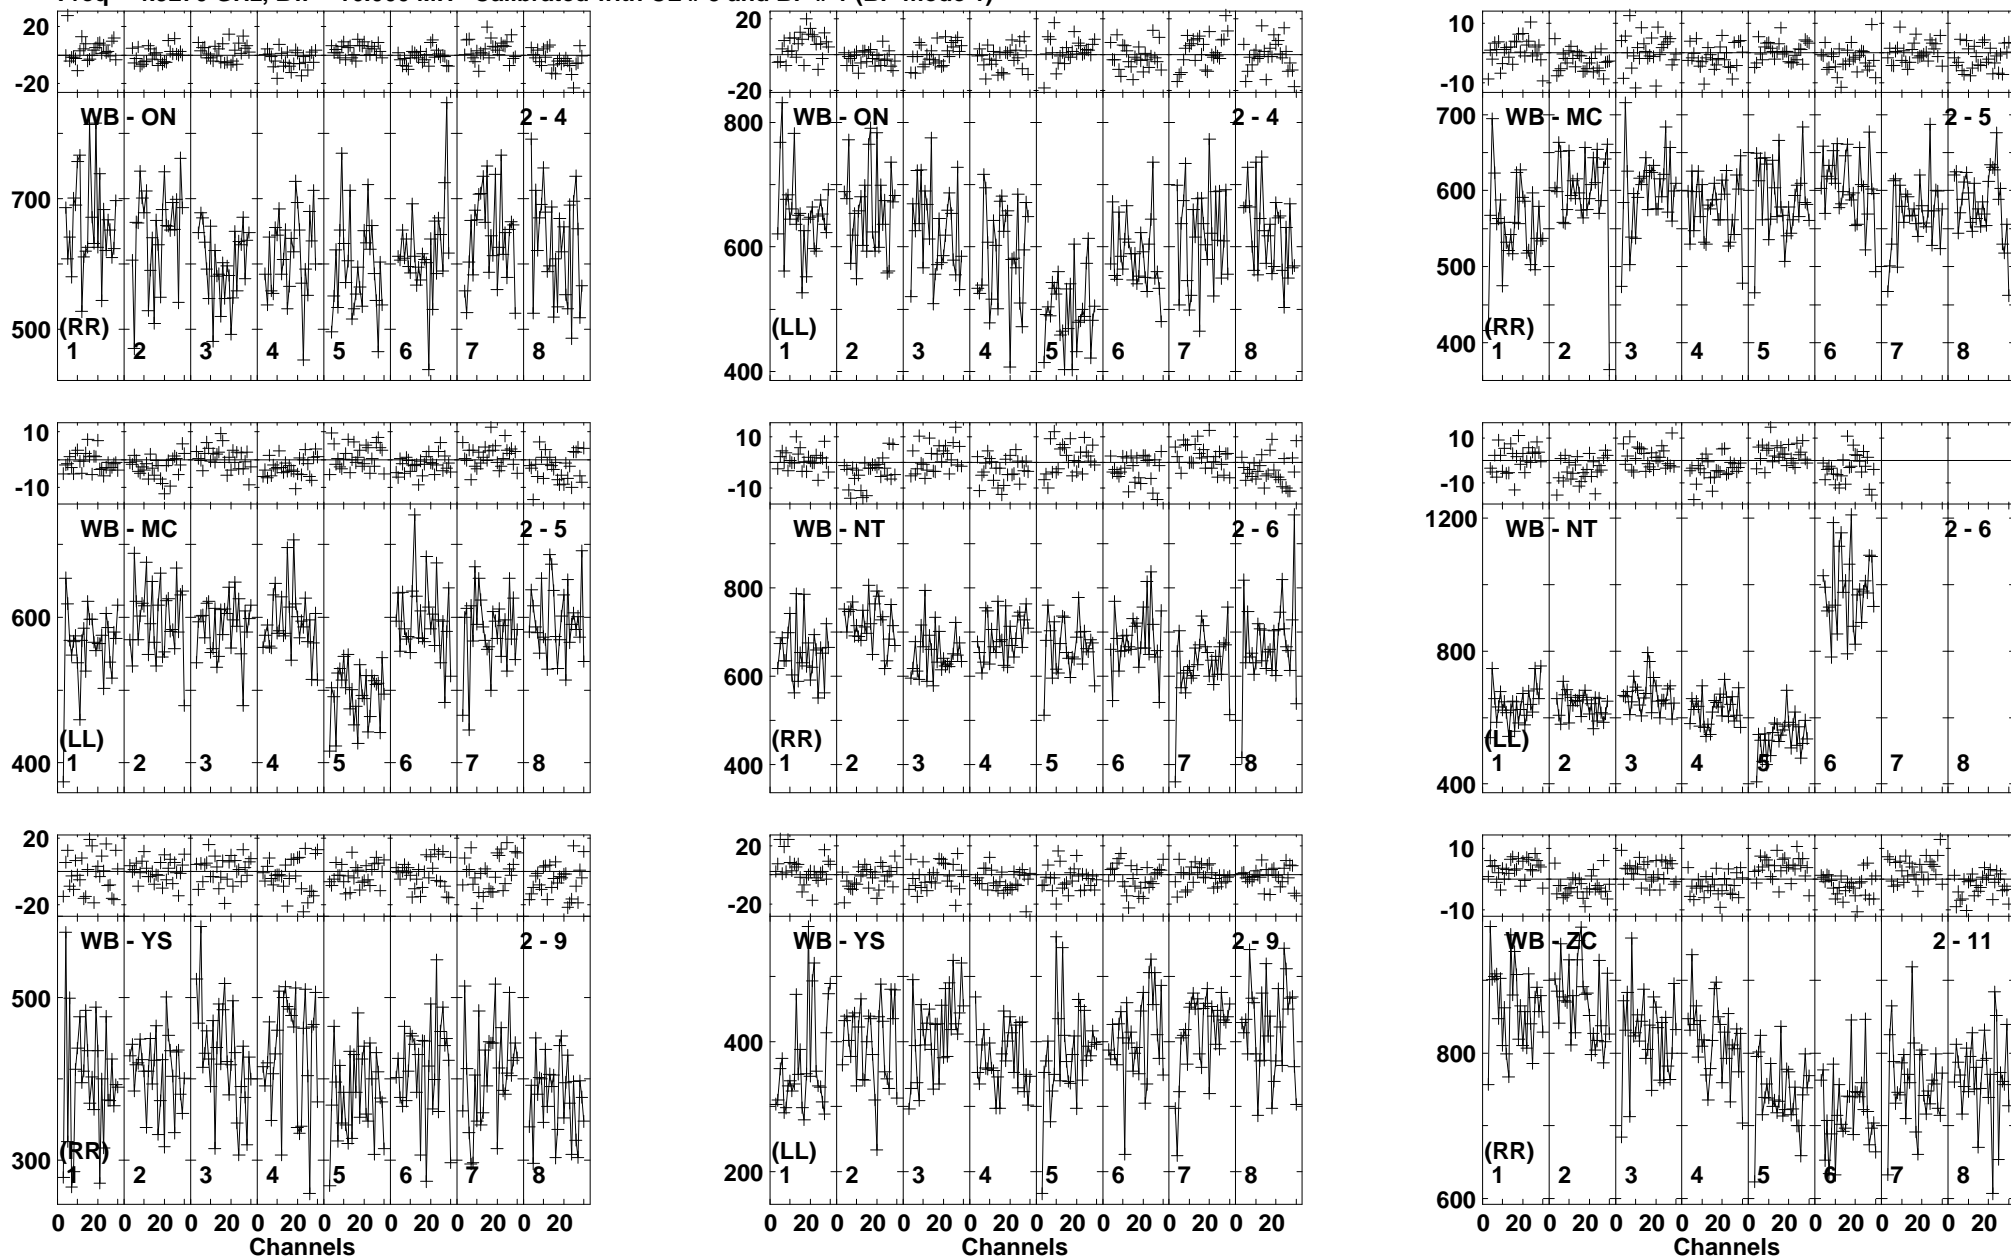 20 20 10
-20 -20 -10
WB - ON 2 - 4 WB - ON 2 - 4 WB - MC 2 - 5
700 500 800 600 400 700 600 500 400
(RR) (LL) (RR)
1 2 3 4 5 6 7 8 1 2 3 4 5 6 7 8 1 2 3 4 5 6 7 8
10 10 10
-10 -10 -10
WB - MC 2 - 5 WB - NT 2 - 6 WB - NT 2 - 6
600 400 800 600 400 1200 800 400
(LL) (RR) (LL)
1 2 3 4 5 6 7 8 1 2 3 4 5 6 7 8 1 2 3 4 5 6 7 8
20 20 10
-20 -20 -10
WB - YS 2 - 9 WB - YS 2 - 9 WB - ZC 2 - 11
500 300 400 200 800 600
(RR) (LL) (RR)
1 2 3 4 5 6 7 8 1 2 3 4 5 6 7 8 1 2 3 4 5 6 7 8
0 20 0 20 0 20 0 20 0 20 0 20 0 20 0 20 0 20 0 20 0 20 0 20 0 20 0 20 0 20 0 20 0 20 0 20 0 20 0 20 0 20 0 20 0 20 0 20
Channels Channels Channels